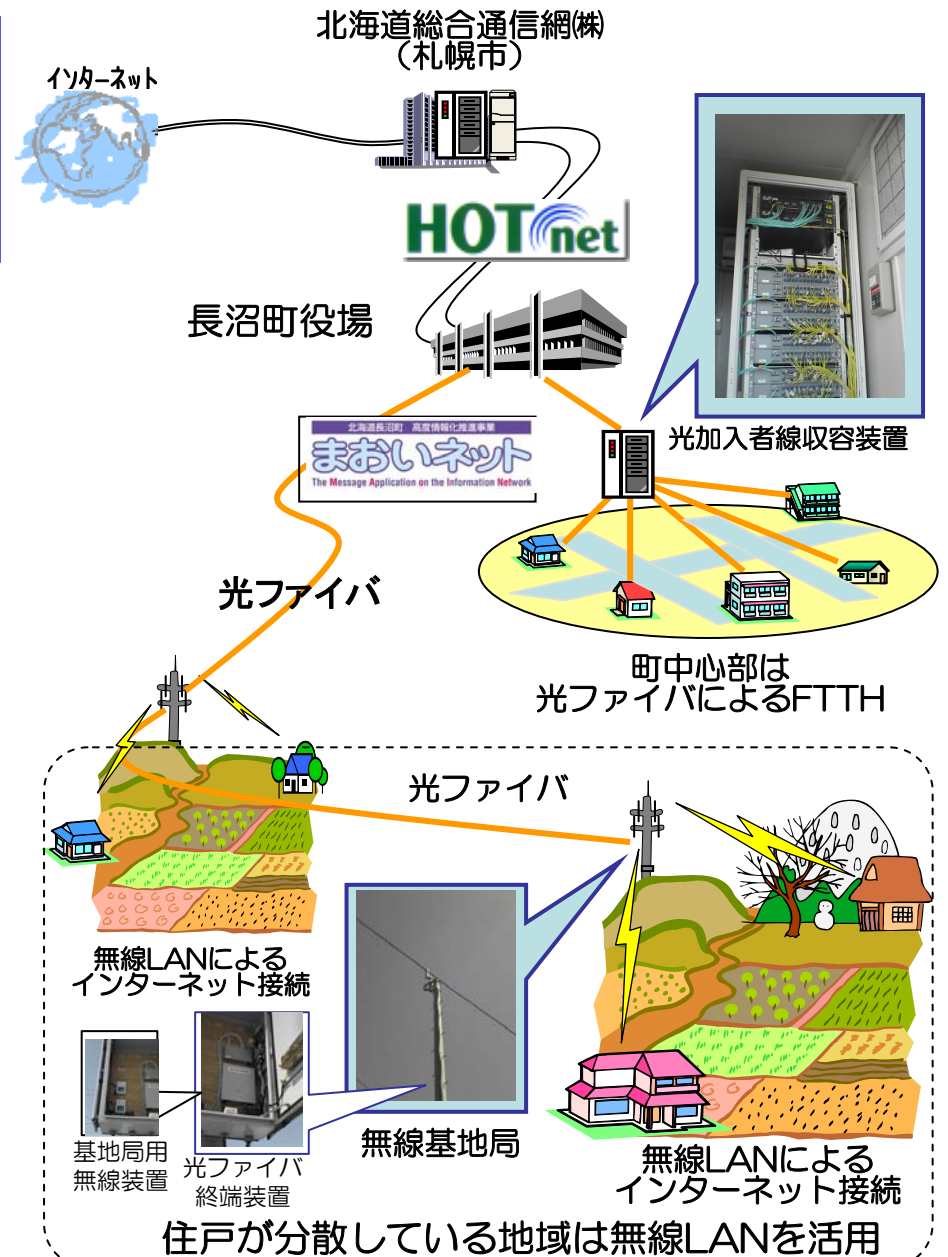 北海道総合通信網㈱
（札幌市）
インターネット
HOTnet
長沼町役場
北海道長沼町　高度情報化推進事業
まおいネット
The Message Application on the Information Network
光加入者線収容装置
光ファイバ
町中心部は
光ファイバによるFTTH
光ファイバ
無線LANによる
インターネット接続
基地局用
無線装置
光ファイバ
終端装置
無線基地局
無線LANによる
インターネット接続
住戸が分散している地域は無線LANを活用